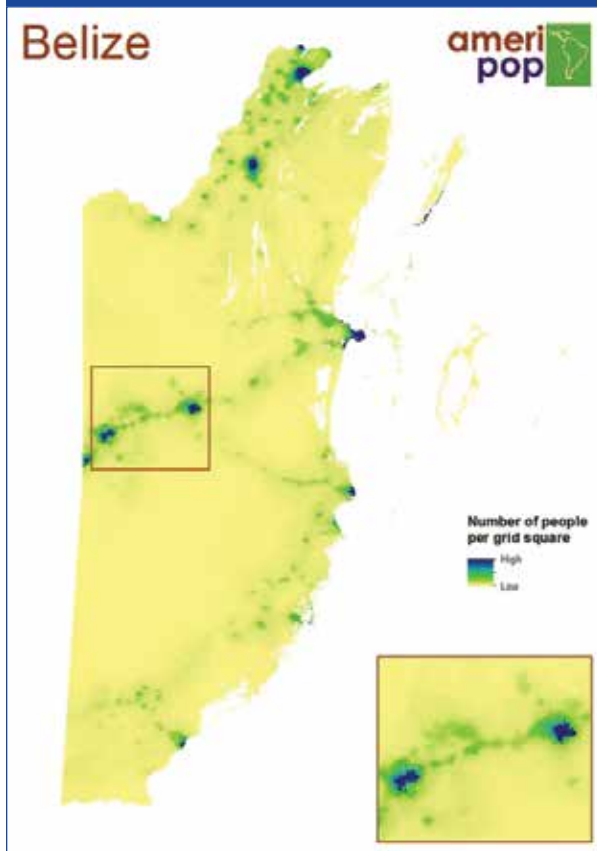 Belize
ameri
pop
Number of people
per grid square
High
Low